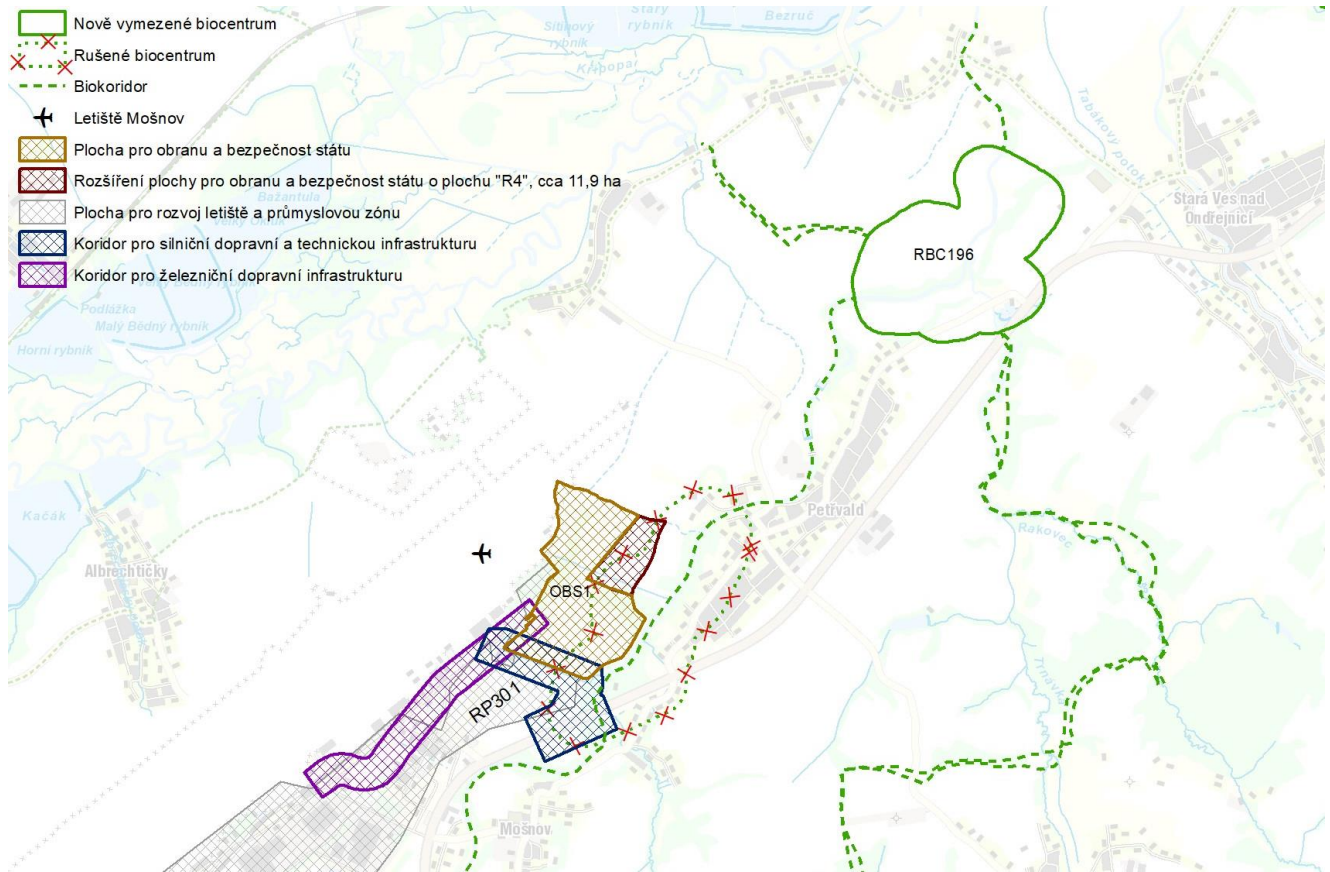 Nově vymezené biocentrum
Rušené biocentrum
Biokoridor
Letiště Mošnov
Plocha pro obranu a bezpečnost státu
Rozšíření plochy pro obranu a bezpečnost státu o plochu "R4", cca 11,9 ha
Plocha pro rozvoj letiště a průmyslovou zónu
Koridor pro silniční dopravní a technickou infrastrukturu
Koridor pro železniční dopravní infrastrukturu
Starý
rybník
Bezruč
rybník
Křipopar
Tabákový potok
Stará Ves nad
Ondřejnicí
RBC196
Bažantula
Podlážka
Malý Bědný rybník
Horní rybník
Kačák
Albrechtičky
Petřvald
Rakovec
OBS1
RP301
Trnávka
Mošnov